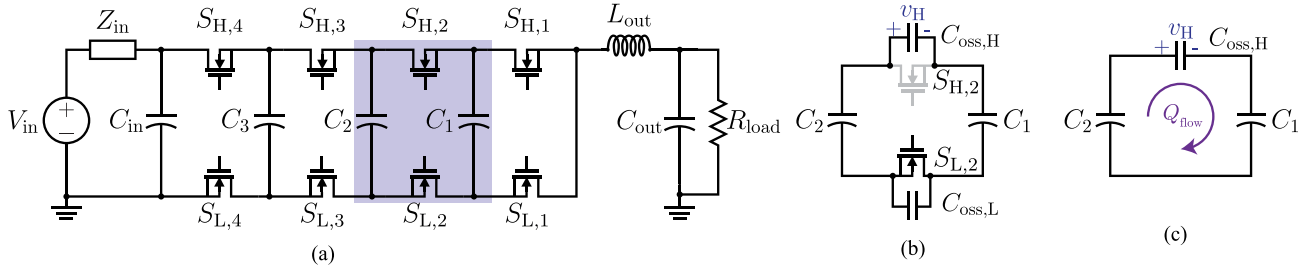 Z_in S_H,4 S_H,3 S_H,2 S_H,1 L_out
V_in + − C_in C_3 C_2 C_1 C_out R_load
S_L,4 S_L,3 S_L,2 S_L,1
(a)
+ v_H -
C_oss,H
S_H,2
C_2 C_1
S_L,2
C_oss,L
(b)
+ v_H -
C_oss,H
C_2 Q_flow C_1
(c)